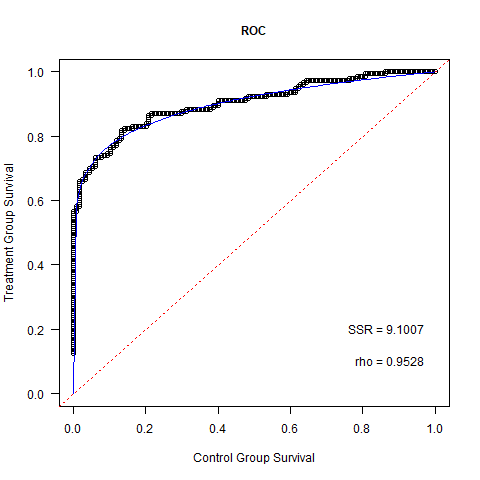 ROC
Treatment Group Survival
1.0
0.8
0.6
0.4
0.2
0.0
SSR = 9.1007
rho = 0.9528
0.0 0.2 0.4 0.6 0.8 1.0
Control Group Survival